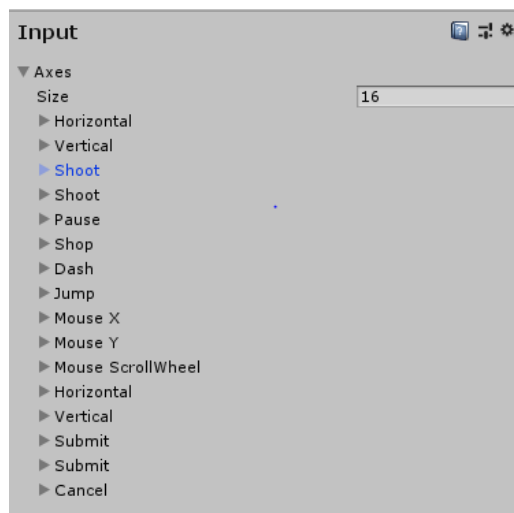 Input
Axes
Size 16
Horizontal
Vertical
Shoot
Shoot
Pause
Shop
Dash
Jump
Mouse X
Mouse Y
Mouse ScrollWheel
Horizontal
Vertical
Submit
Submit
Cancel